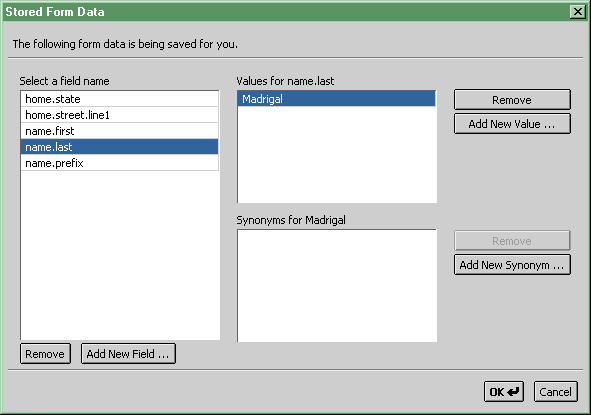 Stored Form Data
The following form data is being saved for you.
Select a field name
home.state
home.street.line1
name.first
name.last
name.prefix
Remove
Add New Field ...
Values for name.last
Madrigal
Remove
Add New Value ...
Synonyms for Madrigal
Remove
Add New Synonym ...
OK
Cancel